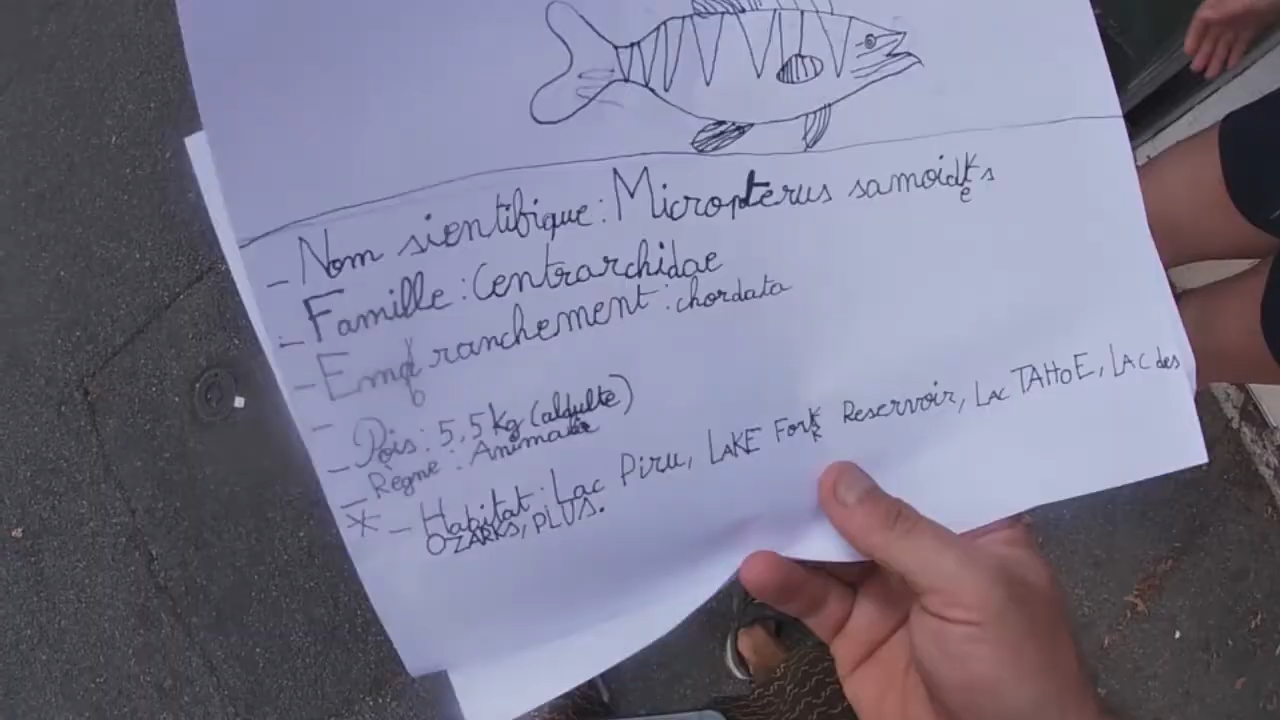 - Nom sientifique: Micropterus samoides
- Famille: Centrarchidae
- Embranchement: chordata
- Pois: 5,5 kg (aldulte)
- Règne: Animale
* - Habitat: Lac Piru, LAKE Fork Reservoir, Lac TAHOE, LAC des
OZARKS, PLUS.